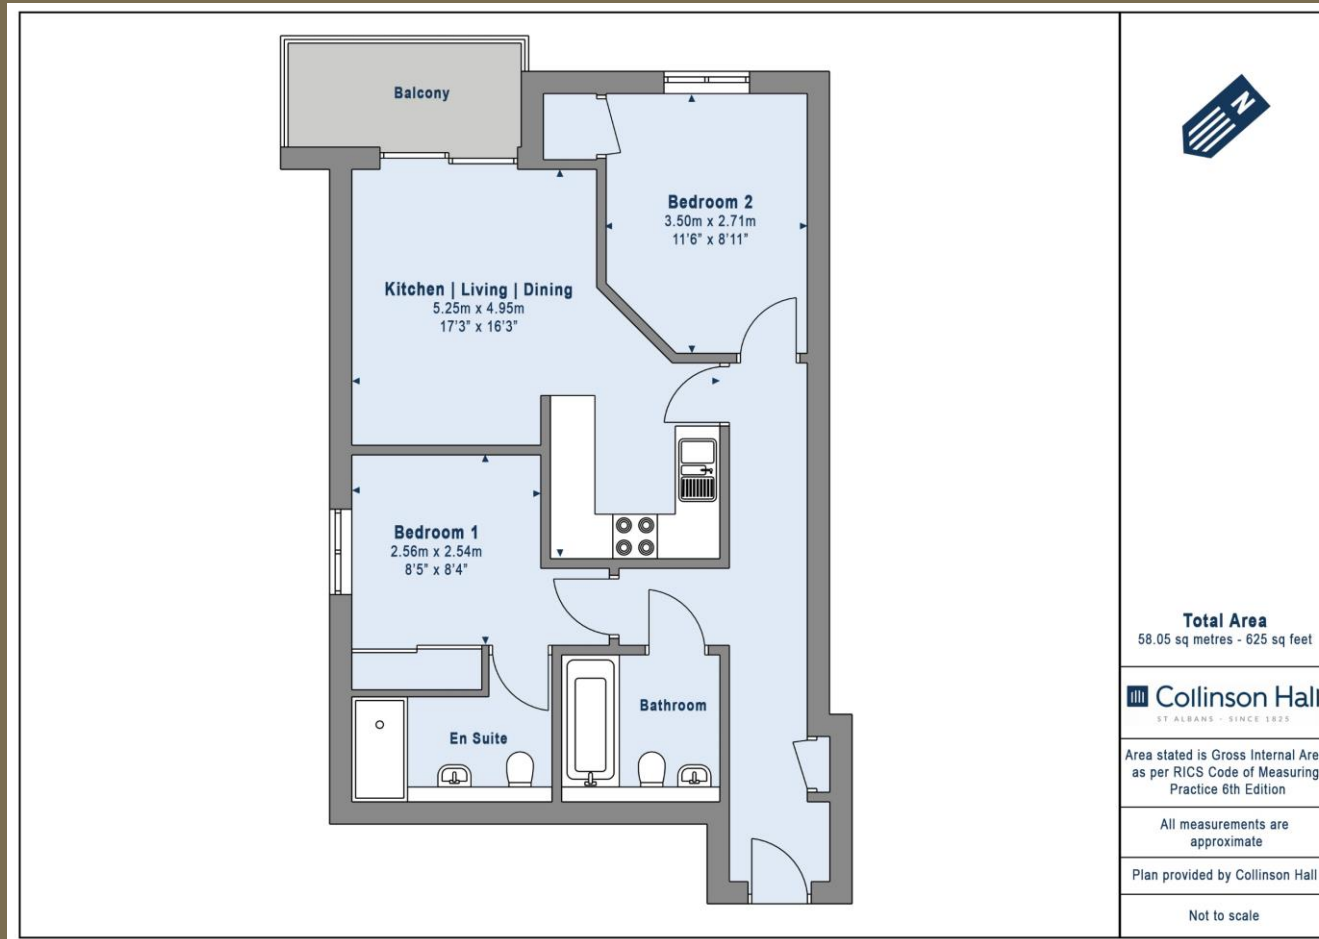 Balcony
Bedroom 2
3.50m x 2.71m
11'6" x 8'11"
Kitchen | Living | Dining
5.25m x 4.95m
17'3" x 16'3"
Bedroom 1
2.56m x 2.54m
8'5" x 8'4"
En Suite
Bathroom
N
Total Area
58.05 sq metres - 625 sq feet
Collinson Hall
ST ALBANS - SINCE 1825
Area stated is Gross Internal Are
as per RICS Code of Measuring
Practice 6th Edition
All measurements are
approximate
Plan provided by Collinson Hall
Not to scale